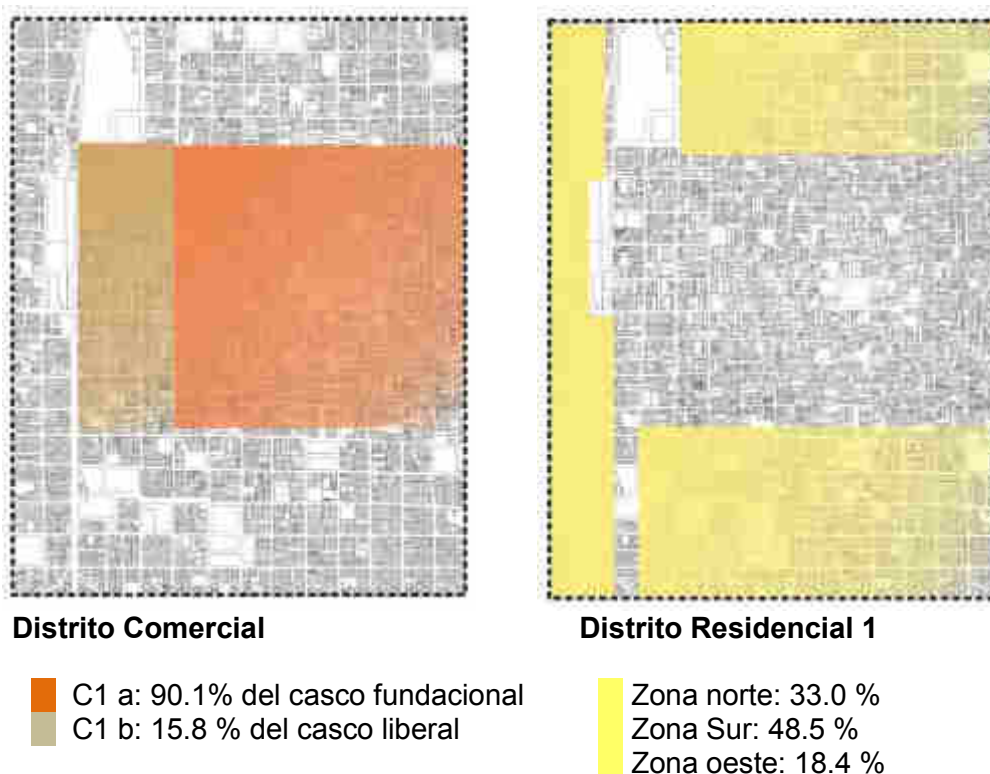 Distrito Comercial
C1 a: 90.1% del casco fundacional
C1 b: 15.8 % del casco liberal
Distrito Residencial 1
Zona norte: 33.0 %
Zona Sur: 48.5 %
Zona oeste: 18.4 %